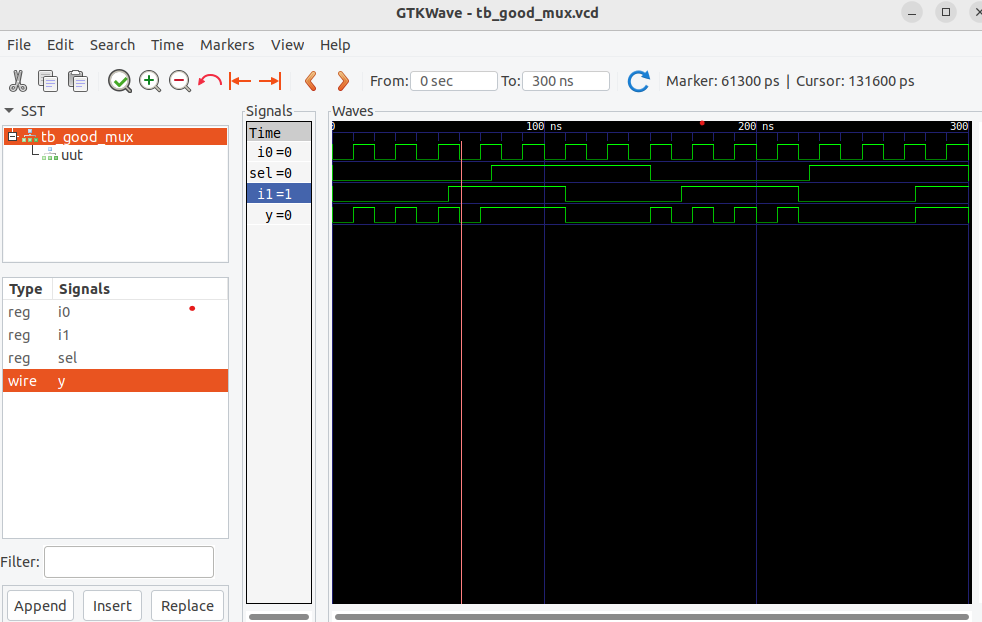 GTKWave - tb_good_mux.vcd
File Edit Search Time Markers View Help
From: 0 sec To: 300 ns Marker: 61300 ps | Cursor: 131600 ps
SST
tb_good_mux
uut
Type Signals
reg i0
reg i1
reg sel
wire y
Filter:
Append Insert Replace
Signals
Time
i0=0
sel=0
i1=1
y=0
Waves
0 100 ns 200 ns 300